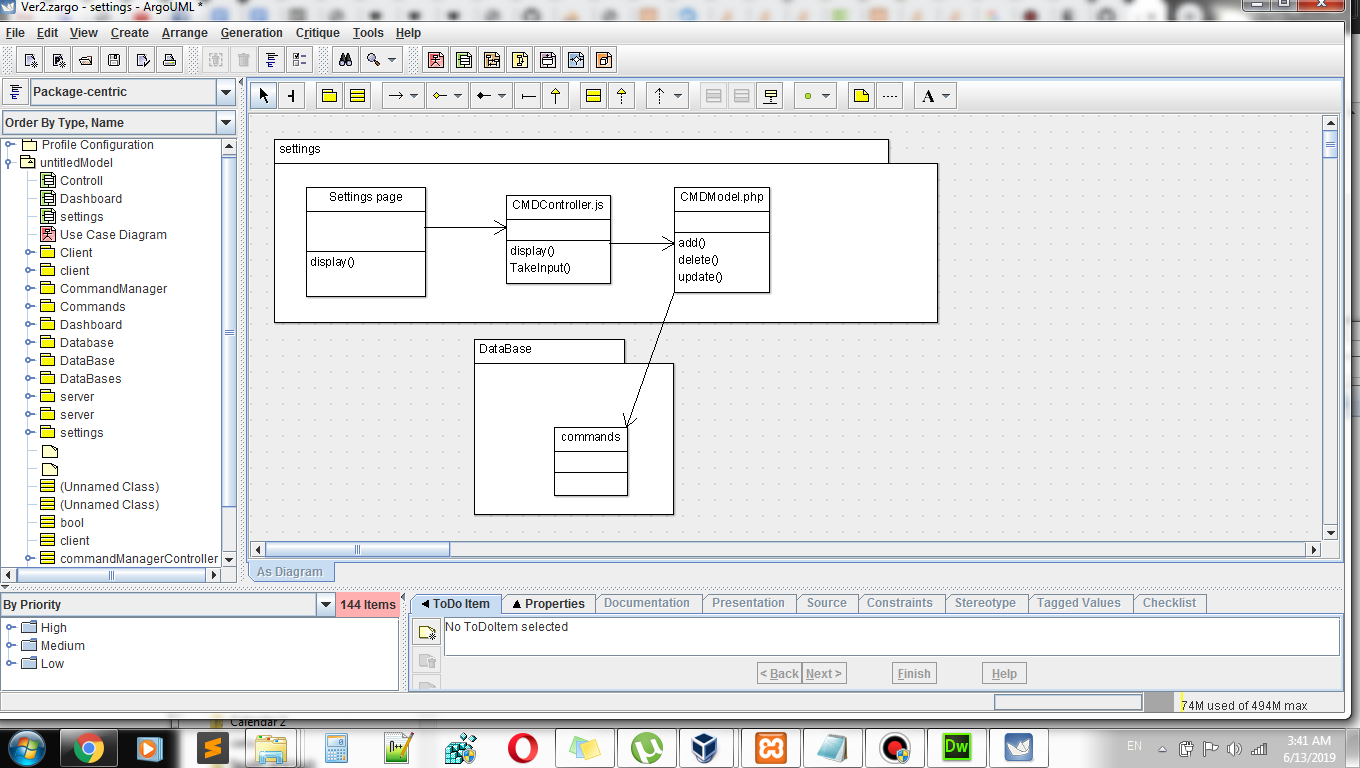 Ver2.zargo - settings - ArgoUML *
File Edit View Create Arrange Generation Critique Tools Help
Package-centric
Order By Type, Name
Profile Configuration
untitledModel
Controll
Dashboard
settings
Use Case Diagram
Client
client
CommandManager
Commands
Dashboard
Database
DataBase
DataBases
server
server
settings
(Unnamed Class)
(Unnamed Class)
bool
client
commandManagerController
A
settings
Settings page
display()
CMDController.js
display()
TakeInput()
CMDModel.php
add()
delete()
update()
DataBase
commands
As Diagram
By Priority
144 Items
High
Medium
Low
ToDo Item Properties Documentation Presentation Source Constraints Stereotype Tagged Values Checklist
No ToDoItem selected
< Back Next > Finish Help
74M used of 494M max
Calendar 2
Dw
EN
3:41 AM
6/13/2019